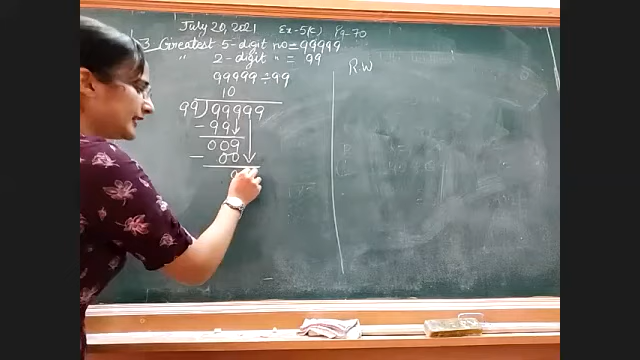 July 20, 2021 Ex-5(c) Pg-70
3 Greatest 5-digit no = 99999
" 2-digit " = 99
99999 ÷ 99
R.W
10
99) 99999
- 99
009
- 00